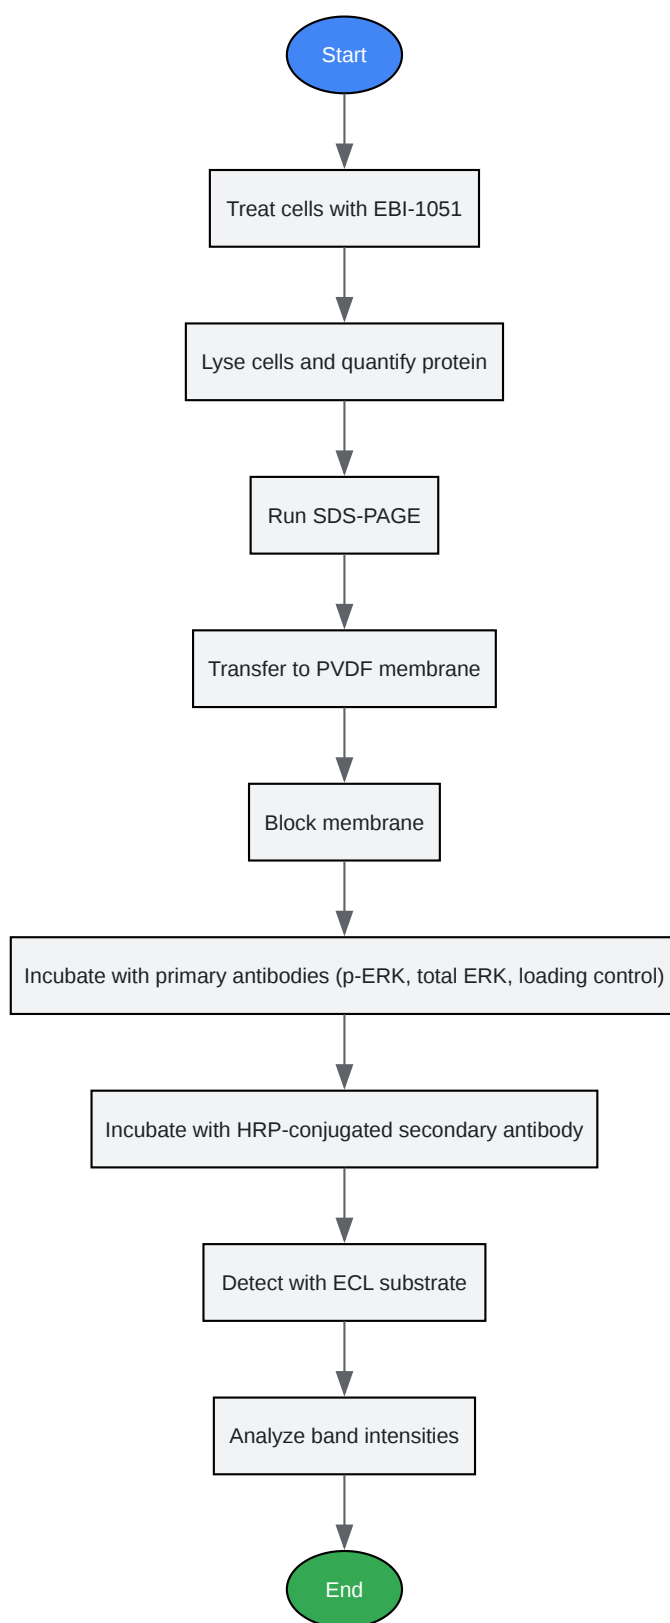 Start
Treat cells with EBI-1051
Lyse cells and quantify protein
Run SDS-PAGE
Transfer to PVDF membrane
Block membrane
Incubate with primary antibodies (p-ERK, total ERK, loading control)
Incubate with HRP-conjugated secondary antibody
Detect with ECL substrate
Analyze band intensities
End